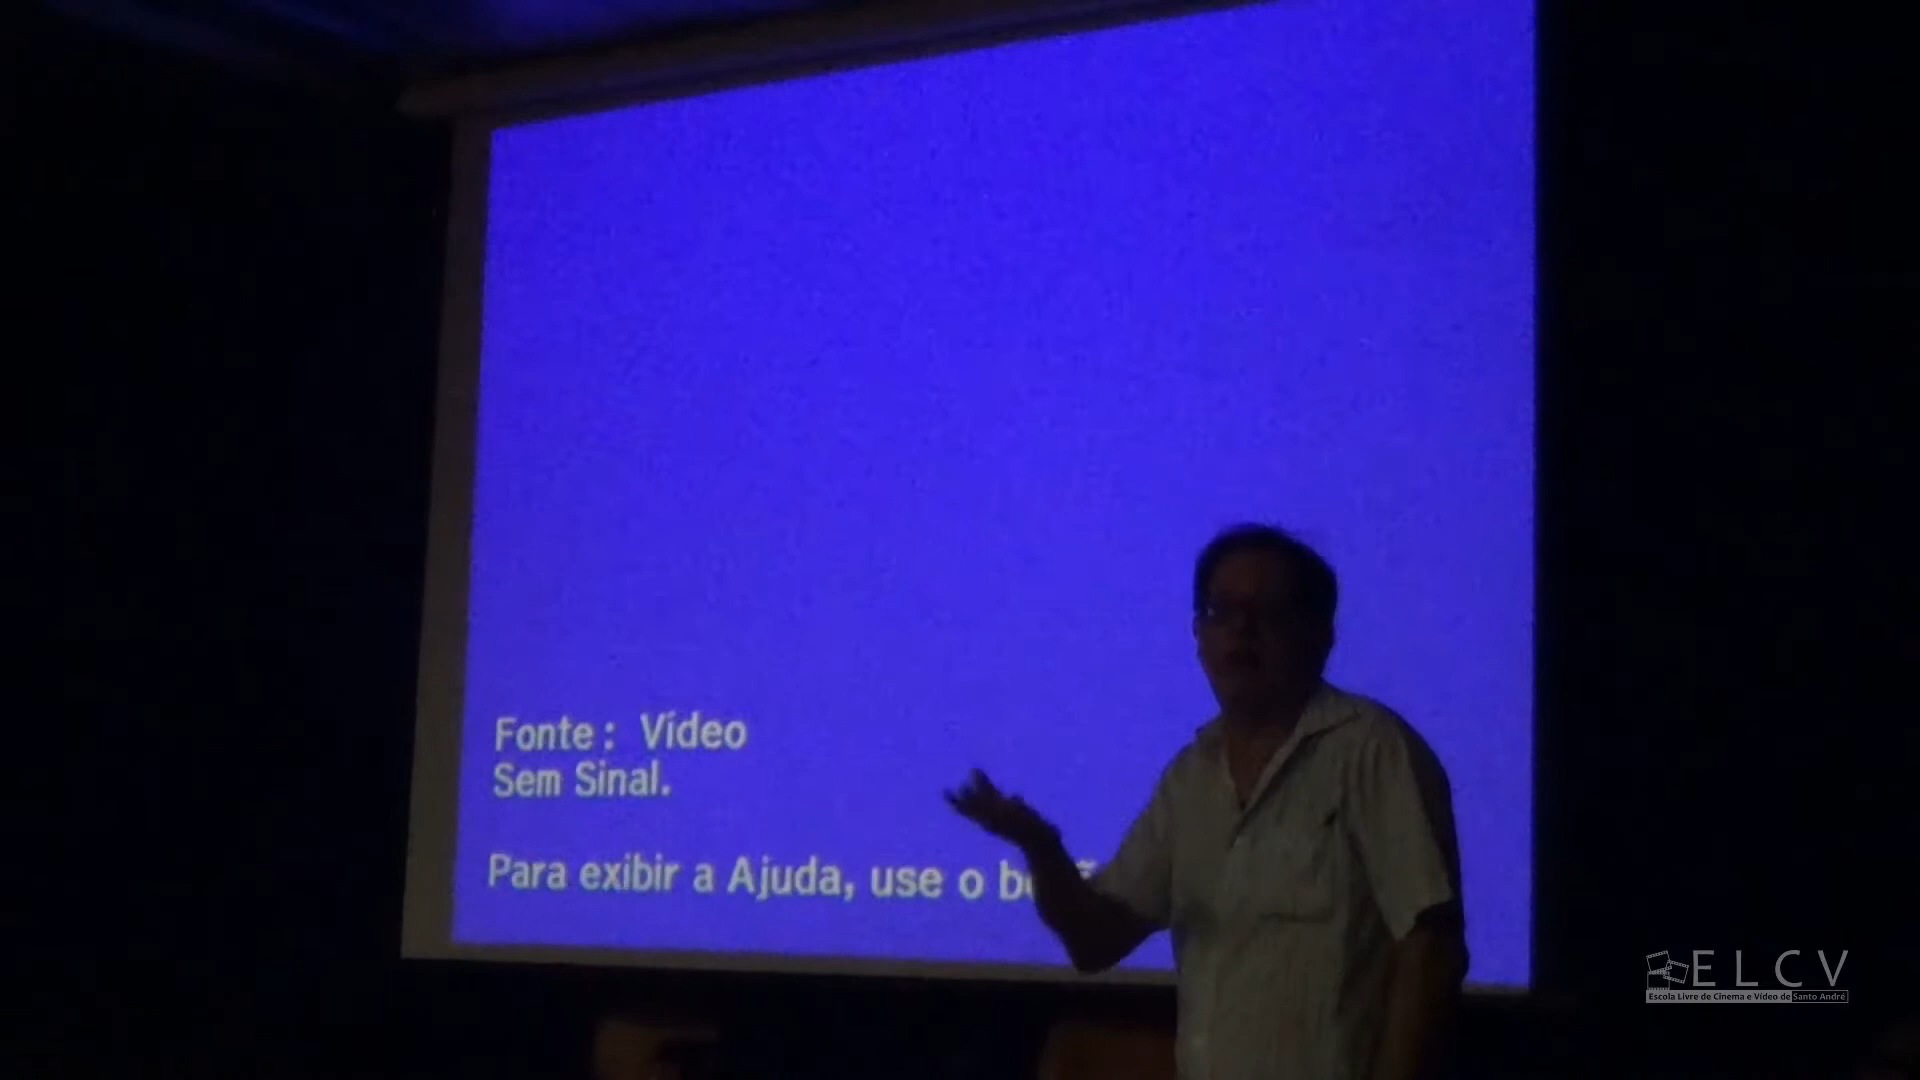 Fonte: Vídeo
Sem Sinal.
Para exibir a Ajuda, use o
ELCV
Escola Livre de Cinema e Vídeo de Santo André